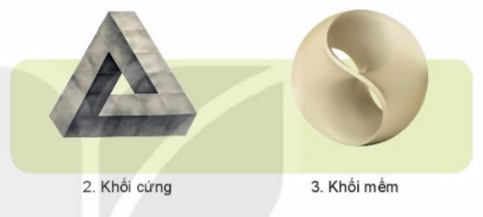 2. Khối cứng
3. Khối mềm